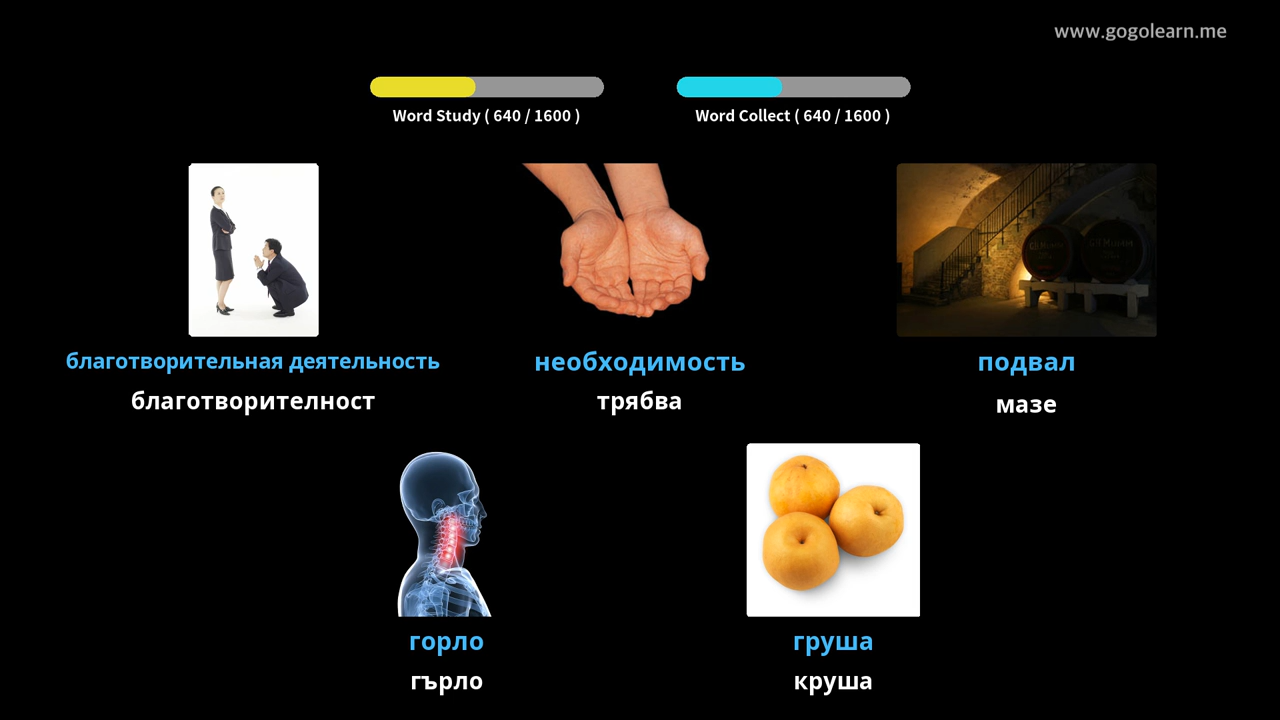 www.gogolearn.me
Word Study ( 640 / 1600 )
Word Collect ( 640 / 1600 )
благотворительная деятельность
благотворителност
необходимость
трябва
подвал
мазе
горло
гърло
груша
круша